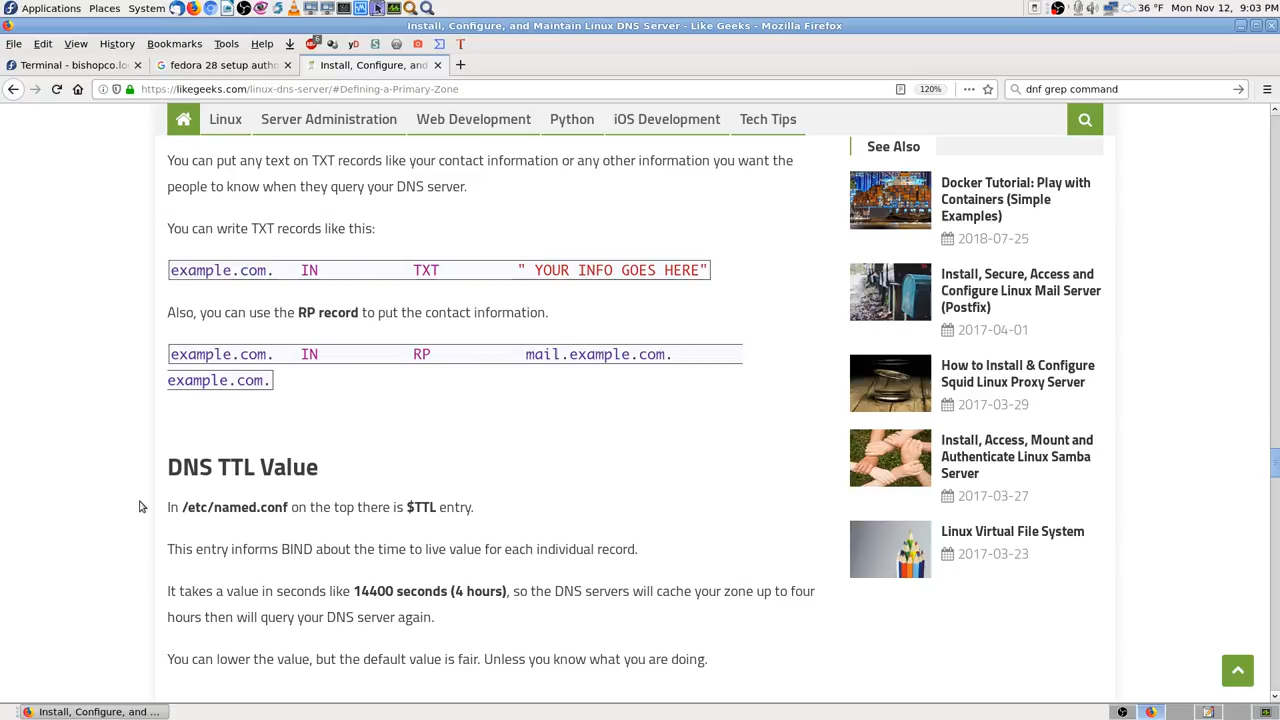 Applications Places System 36 °F Mon Nov 12, 9:03 PM
Install, Configure, and Maintain Linux DNS Server - Like Geeks - Mozilla Firefox
File Edit View History Bookmarks Tools Help
Terminal - bishopco.lo
fedora 28 setup autho
Install, Configure, and
https://likegeeks.com/linux-dns-server/#Defining-a-Primary-Zone 120% dnf grep command
Linux Server Administration Web Development Python iOS Development Tech Tips
You can put any text on TXT records like your contact information or any other information you want the
people to know when they query your DNS server.
You can write TXT records like this:
example.com. IN TXT " YOUR INFO GOES HERE"
Also, you can use the RP record to put the contact information.
example.com. IN RP mail.example.com.
example.com.
DNS TTL Value
In /etc/named.conf on the top there is $TTL entry.
This entry informs BIND about the time to live value for each individual record.
It takes a value in seconds like 14400 seconds (4 hours), so the DNS servers will cache your zone up to four
hours then will query your DNS server again.
You can lower the value, but the default value is fair. Unless you know what you are doing.
See Also
Docker Tutorial: Play with
Containers (Simple
Examples)
2018-07-25
Install, Secure, Access and
Configure Linux Mail Server
(Postfix)
2017-04-01
How to Install & Configure
Squid Linux Proxy Server
2017-03-29
Install, Access, Mount and
Authenticate Linux Samba
Server
2017-03-27
Linux Virtual File System
2017-03-23
Install, Configure, and ...